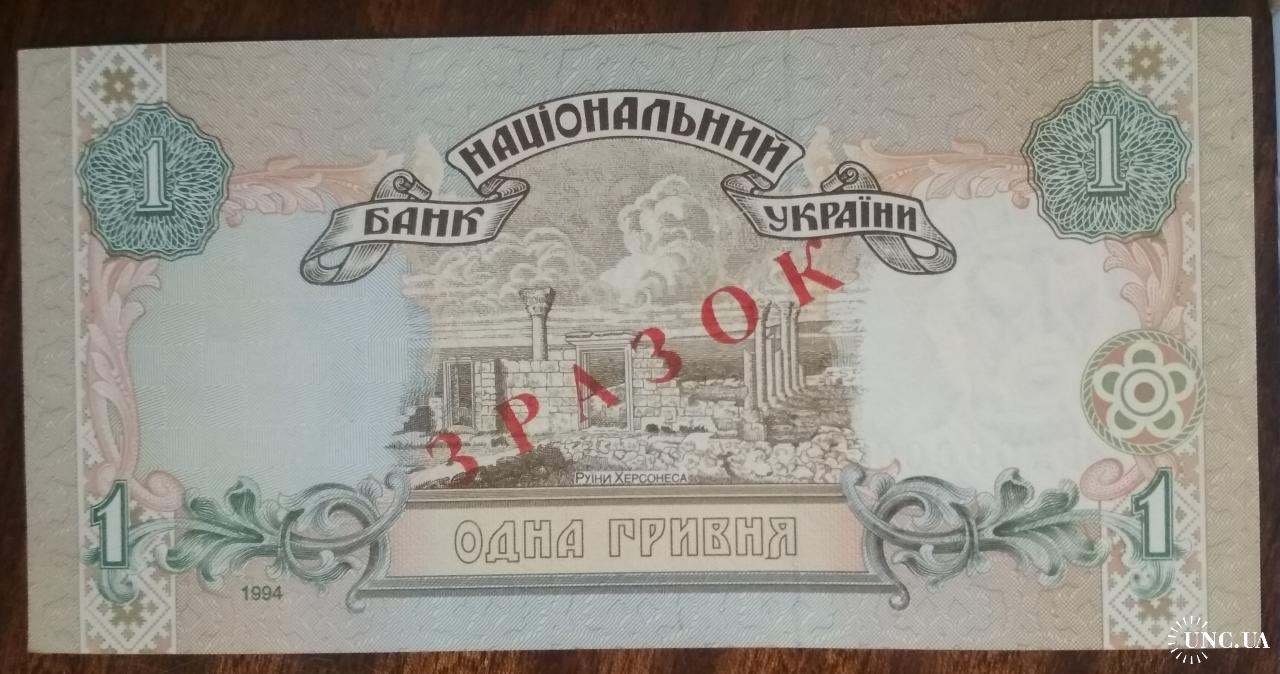 НАЦІОНАЛЬНИЙ
БАНК УКРАЇНИ
1 1
ЗРАЗОК
РУЇНИ ХЕРСОНЕСА
ОДНА ГРИВНЯ
1 1
1994
UNC.UA